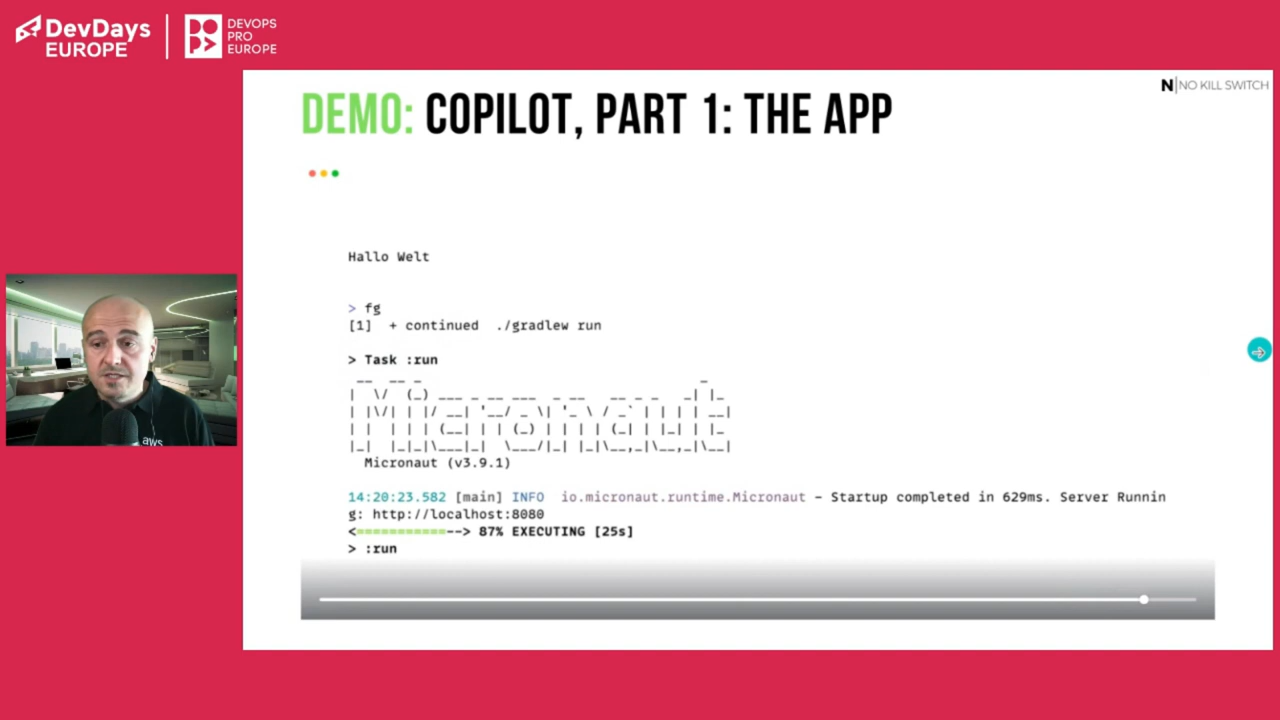 DevDays
EUROPE
DEVOPS
PRO
EUROPE
N|NO KILL SWITCH
DEMO: COPILOT, PART 1: THE APP
Hallo Welt
> fg
[1]  + continued  ./gradlew run
> Task :run
Micronaut
Micronaut (v3.9.1)
14:20:23.582 [main] INFO  io.micronaut.runtime.Micronaut - Startup completed in 629ms. Server Runnin
g: http://localhost:8080
<===========--> 87% EXECUTING [25s]
> :run
aws